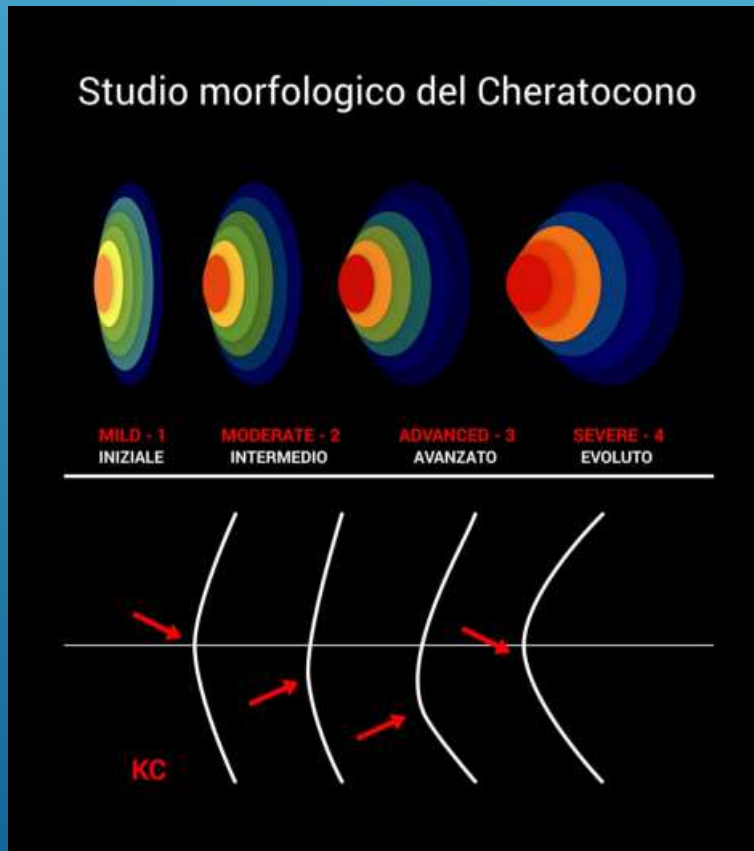 Studio morfologico del Cheratocono
MILD - 1
INIZIALE
MODERATE - 2
INTERMEDIO
ADVANCED - 3
AVANZATO
SEVERE - 4
EVOLUTO
KC